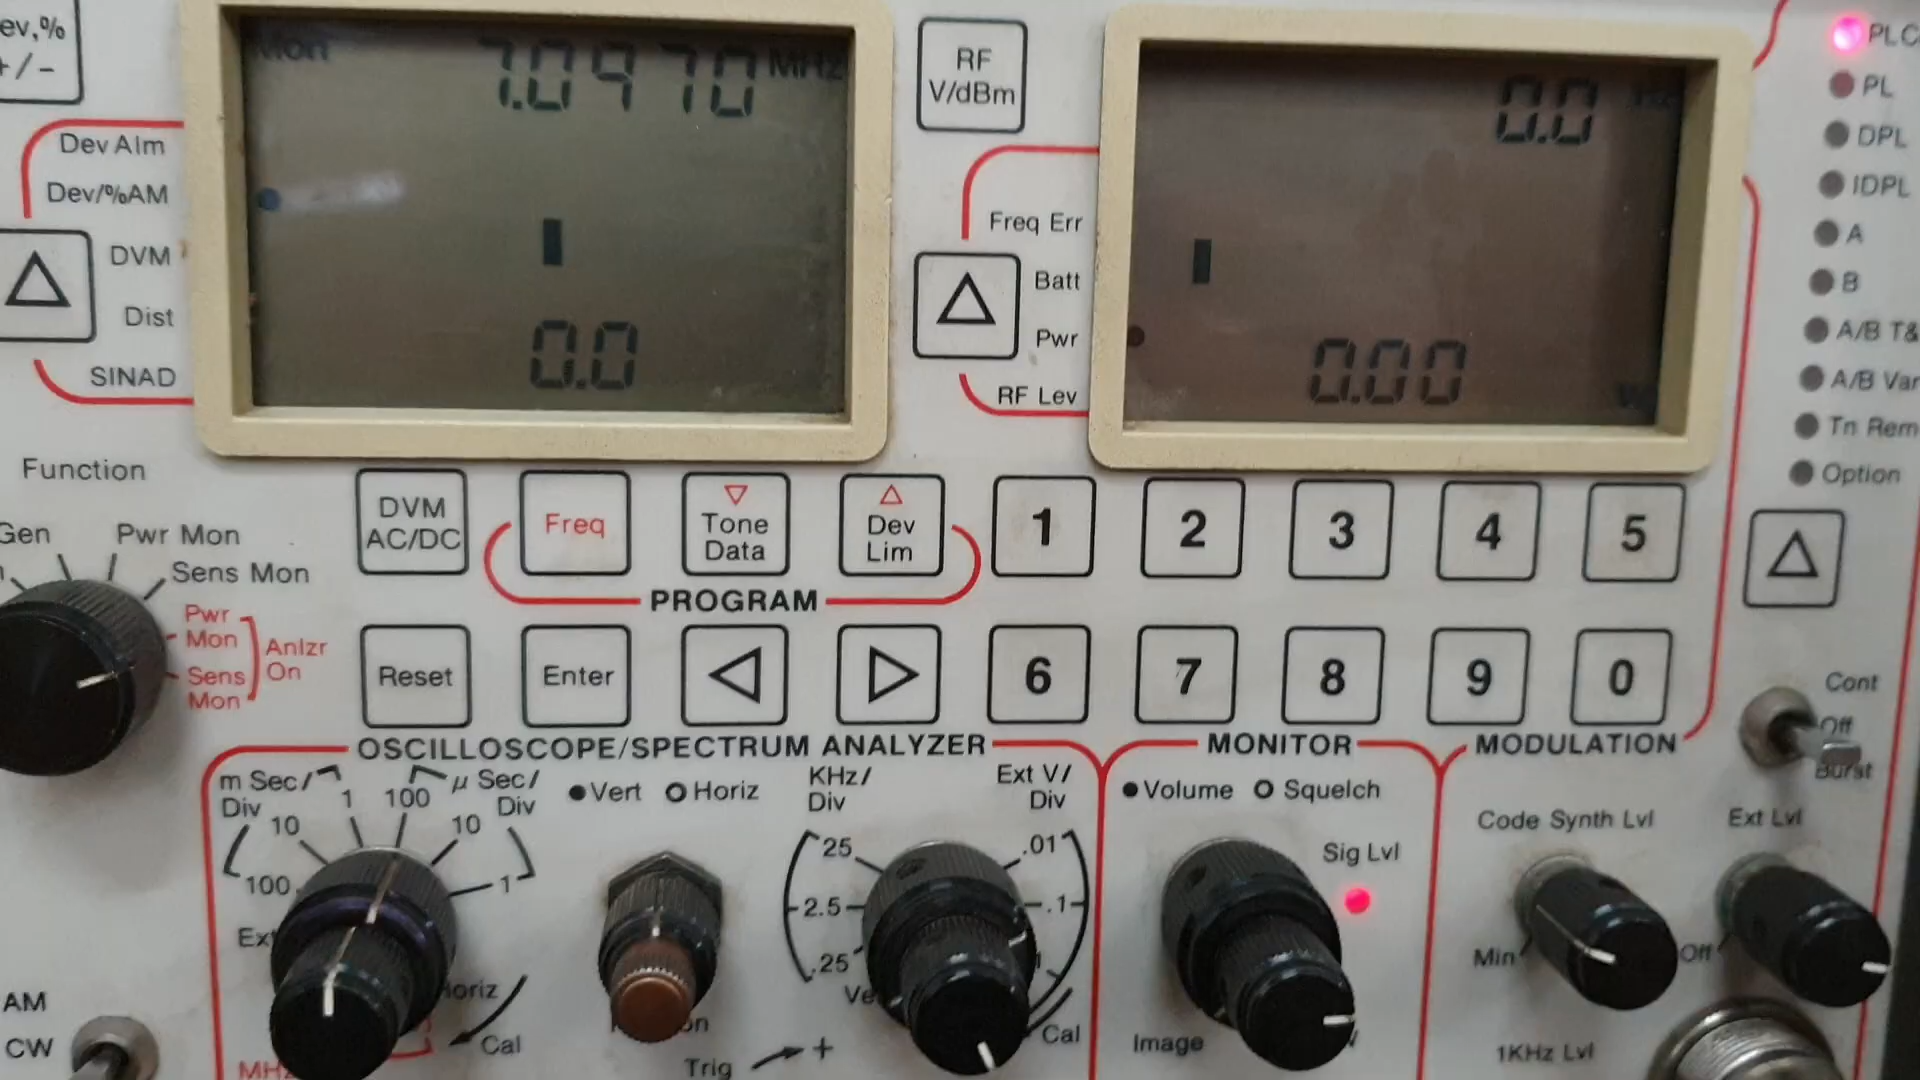 ev,%
+/-
Mon 7.0970 MHz
RF
V/dBm
0.0
PLC
PL
DPL
IDPL
A
B
A/B T&
A/B Var
Tn Rem
Option
Dev Alm
Dev/%AM
DVM
Dist
SINAD
0.0
Freq Err
Batt
Pwr
RF Lev
0.00
Function
Gen
Pwr Mon
Sens Mon
Pwr
Mon
Sens
Mon
Anlzr
On
DVM
AC/DC
Freq
Tone
Data
Dev
Lim
PROGRAM
1 2 3 4 5
Reset
Enter
6 7 8 9 0
Cont
Off
Burst
OSCILLOSCOPE/SPECTRUM ANALYZER
MONITOR
MODULATION
m Sec/
Div
µ Sec/
Div
100
10
1
100
10
1
Vert
Horiz
KHz/
Div
Ext V/
Div
25
2.5
.25
.01
.1
1
Volume
Squelch
Sig Lvl
Code Synth Lvl
Ext Lvl
Min
Off
Horiz
Cal
Cal
Trig
+
Image
1KHz Lvl
AM
CW